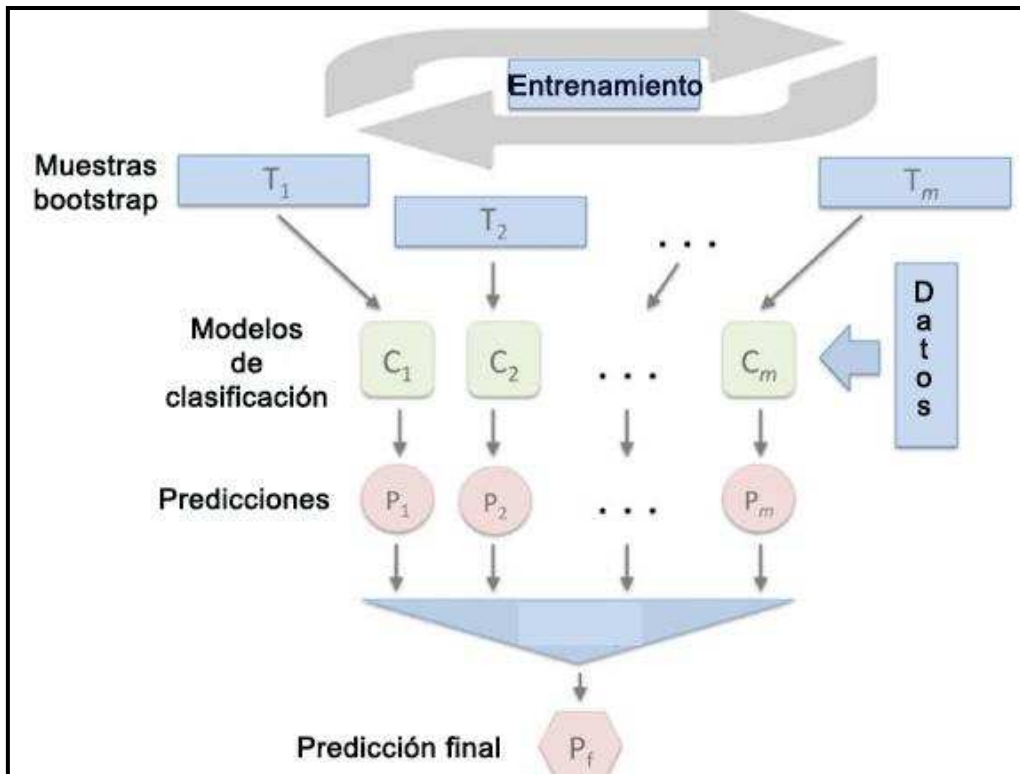 Entrenamiento
Muestras
bootstrap
T1
T2
. . .
Tm
D
a
t
o
s
Modelos
de
clasificación
C1
C2
. . .
Cm
Predicciones
P1
P2
. . .
Pm
Predicción final
Pf